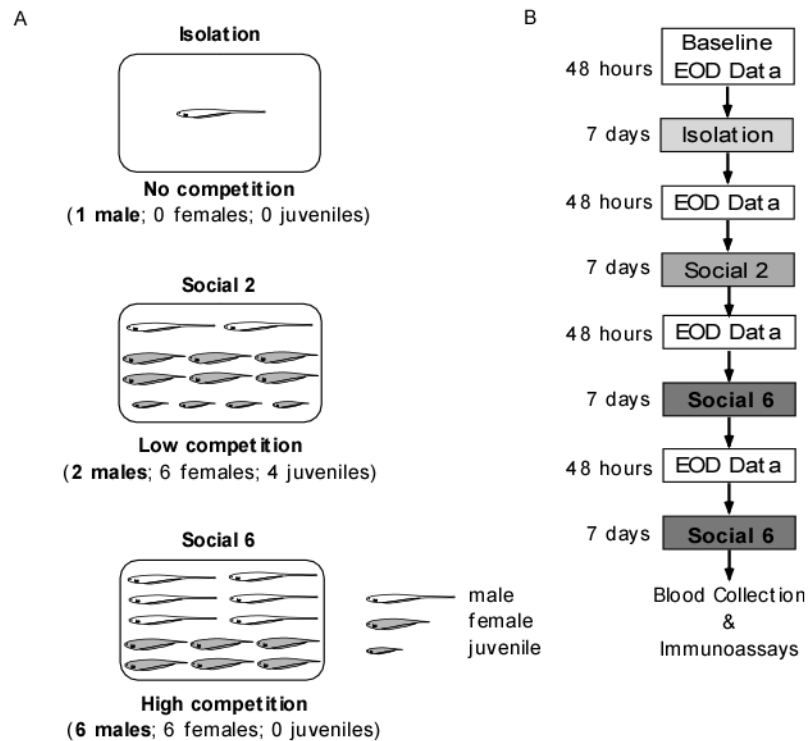 A
Isolation
No competition
(1 male; 0 females; 0 juveniles)
Social 2
Low competition
(2 males; 6 females; 4 juveniles)
Social 6
male
female
juvenile
High competition
(6 males; 6 females; 0 juveniles)
B
Baseline
48 hours EOD Data
7 days Isolation
48 hours EOD Data
7 days Social 2
48 hours EOD Data
7 days Social 6
48 hours EOD Data
7 days Social 6
Blood Collection
&
Immunoassays